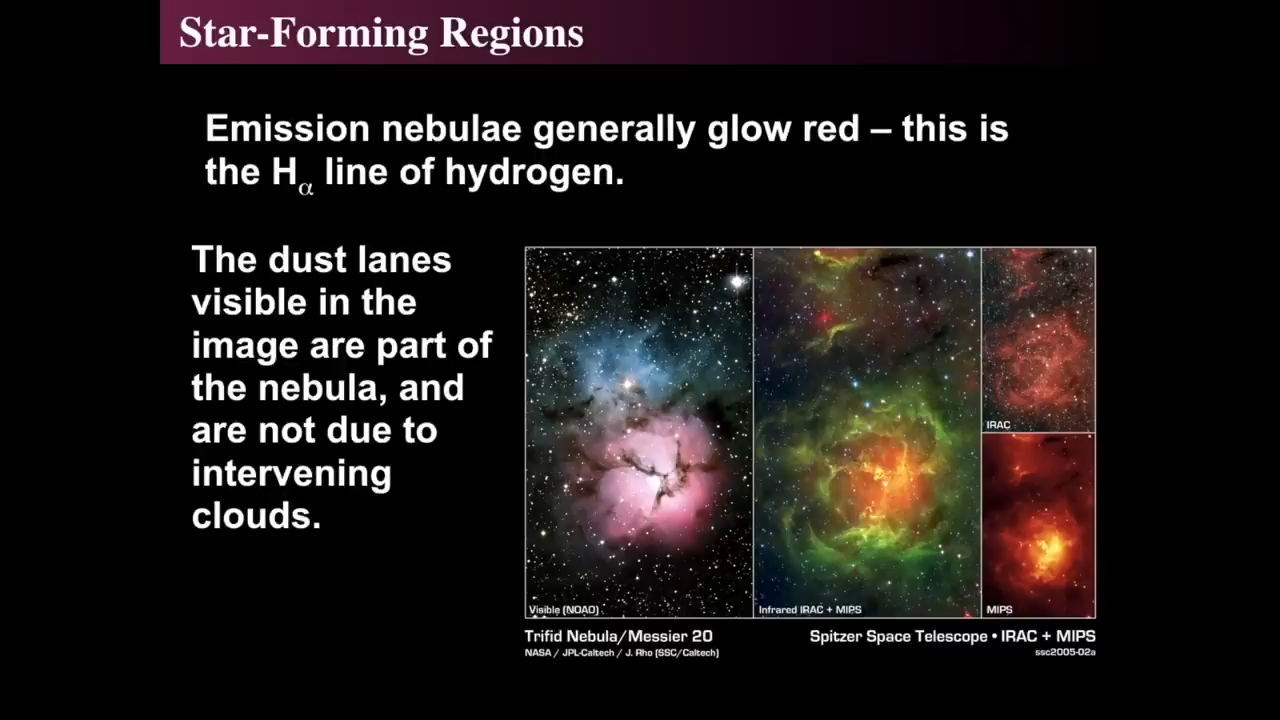 Star-Forming Regions
Emission nebulae generally glow red – this is
the Hα line of hydrogen.
The dust lanes
visible in the
image are part of
the nebula, and
are not due to
intervening
clouds.
IRAC
Visible (NOAO)
Infrared IRAC + MIPS
MIPS
Trifid Nebula/Messier 20
Spitzer Space Telescope • IRAC + MIPS
NASA / JPL-Caltech / J. Rho (SSC/Caltech)
ssc2005-02a